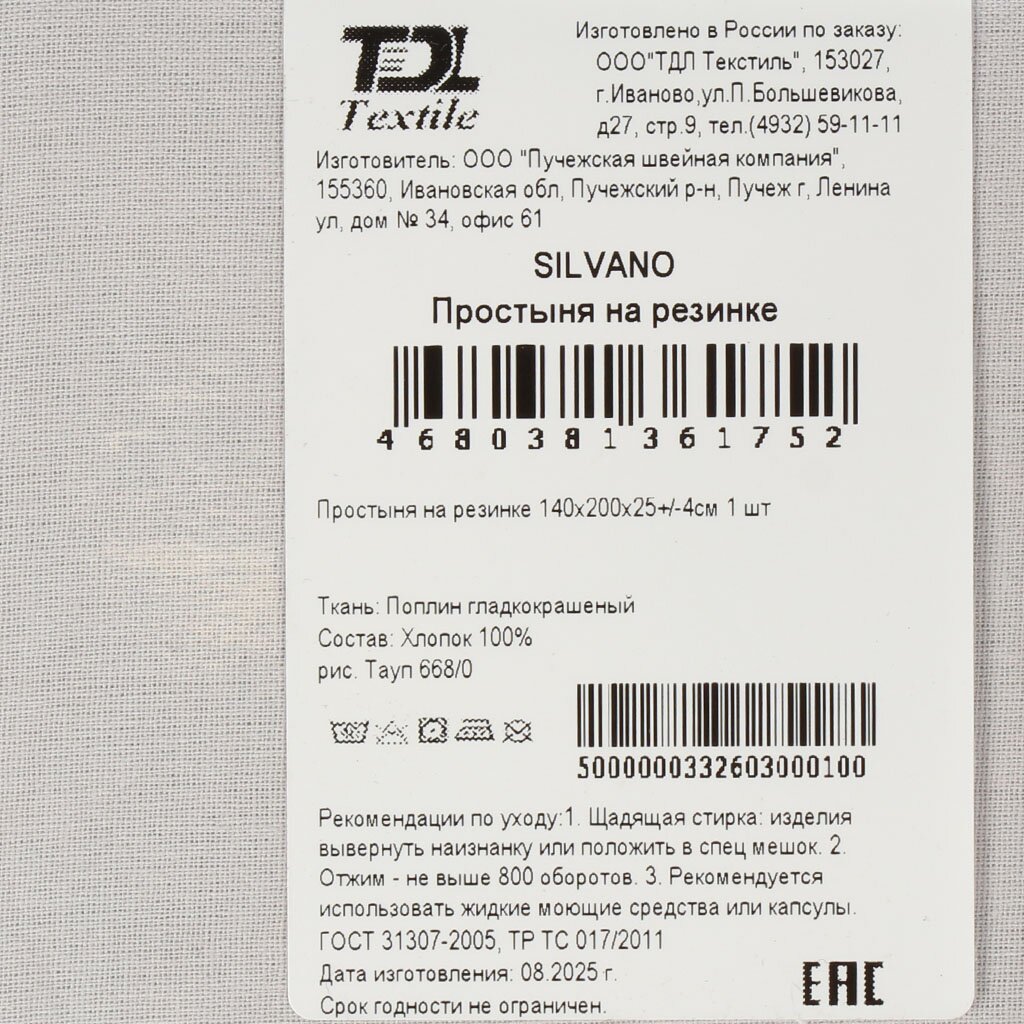 TDL
Textile
Изготовлено в России по заказу:
ООО"ТДЛ Текстиль", 153027,
г.Иваново,ул.П.Большевикова,
д27, стр.9, тел.(4932) 59-11-11
Изготовитель: ООО "Пучежская швейная компания",
155360, Ивановская обл, Пучежский р-н, Пучеж г, Ленина
ул, дом № 34, офис 61
SILVANO
Простыня на резинке
4680381361752
Простыня на резинке 140х200х25+/-4см 1 шт
Ткань: Поплин гладкокрашеный
Состав: Хлопок 100%
рис. Тауп 668/0
5000000332603000100
Рекомендации по уходу:1. Щадящая стирка: изделия
вывернуть наизнанку или положить в спец мешок. 2.
Отжим - не выше 800 оборотов. 3. Рекомендуется
использовать жидкие моющие средства или капсулы.
ГОСТ 31307-2005, ТР ТС 017/2011
Дата изготовления: 08.2025 г.
Срок годности не ограничен.
EAC